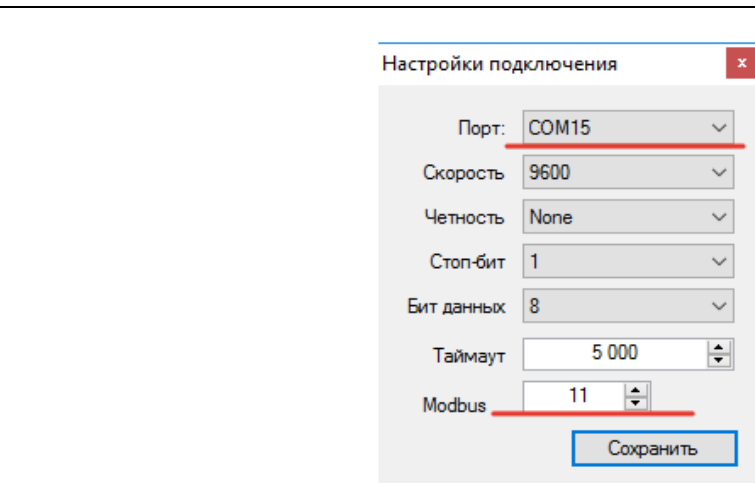 Настройки подключения x
Порт: COM15
Скорость 9600
Четность None
Стоп-бит 1
Бит данных 8
Таймаут 5 000
Modbus 11
Сохранить